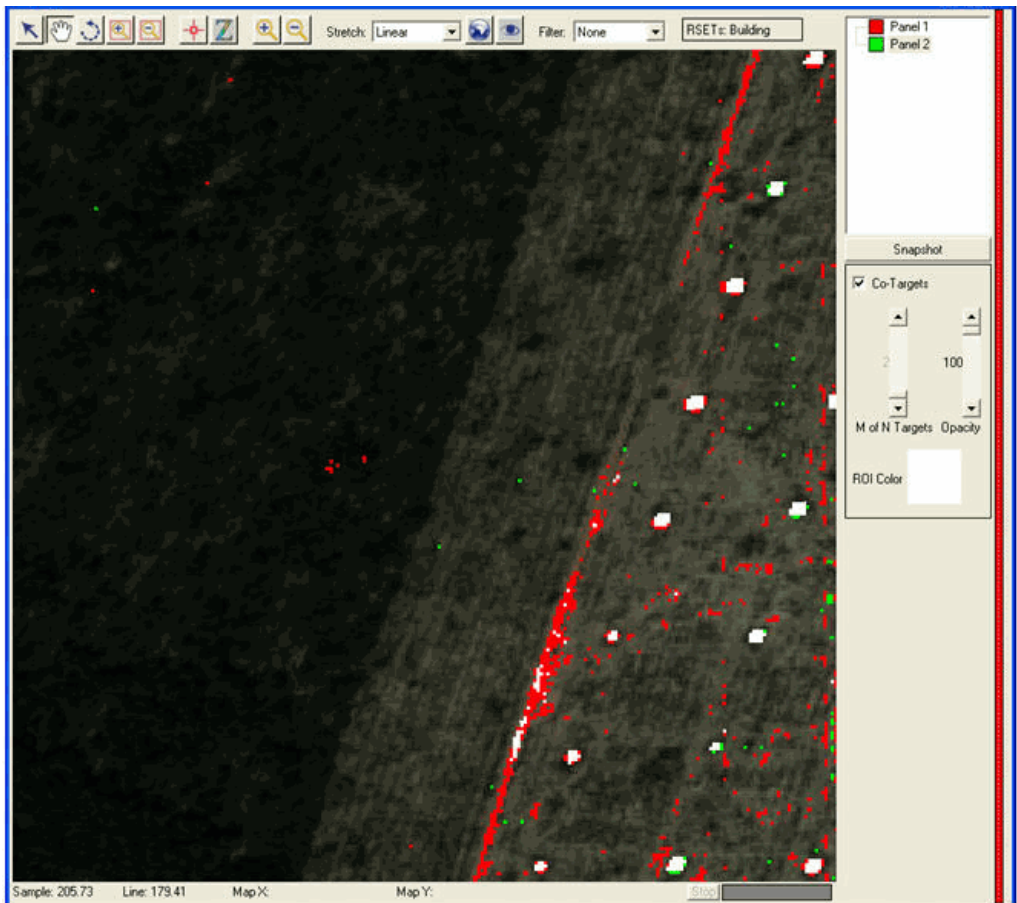 Stretch: Linear Filter: None RSETs: Building
Panel 1
Panel 2
Snapshot
Co-Targets
2 100
M of N Targets Opacity
ROI Color
Sample: 205.73 Line: 179.41 Map X: Map Y: Stop